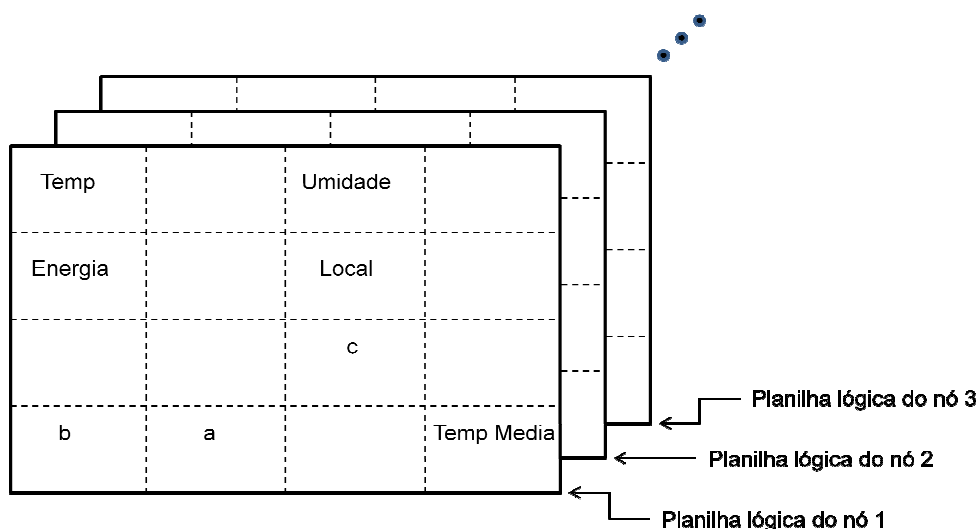 Temp Umidade
Energia Local
c
b a Temp Media
Planilha lógica do nó 3
Planilha lógica do nó 2
Planilha lógica do nó 1